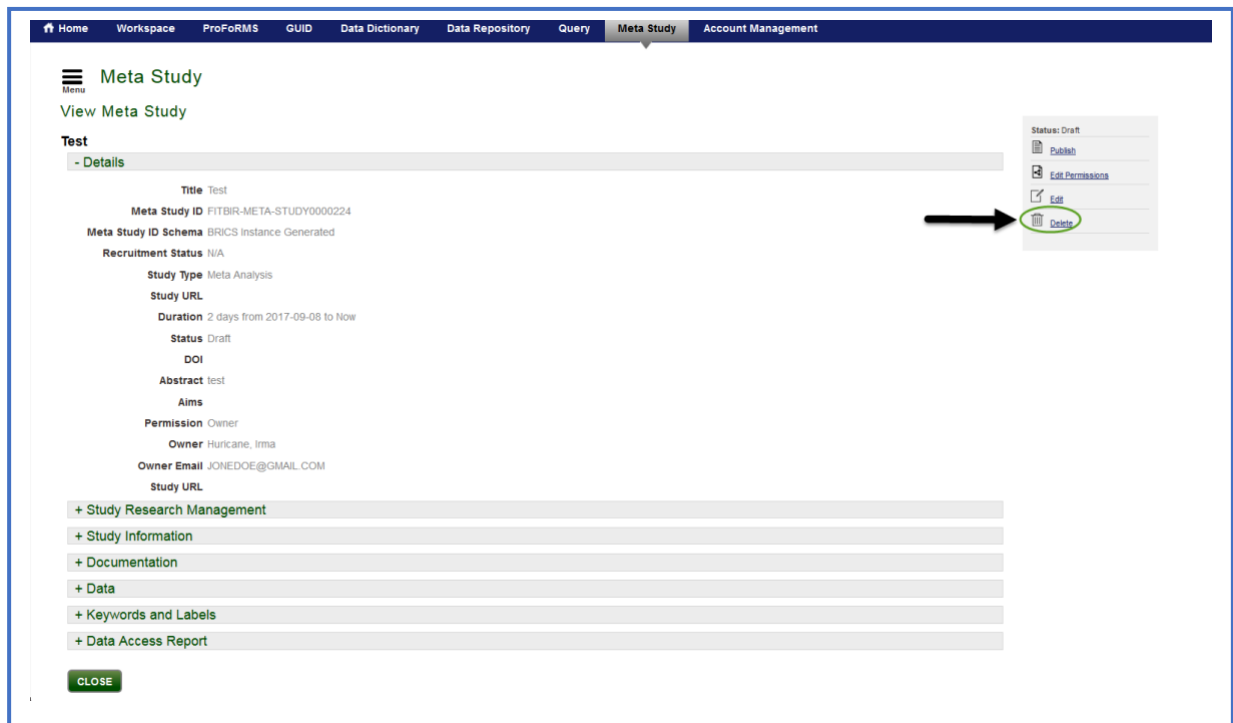 Home Workspace ProFoRMS GUID Data Dictionary Data Repository Query Meta Study Account Management
Menu
Meta Study
View Meta Study
Test
- Details
Title Test
Meta Study ID FITBIR-META-STUDY0000224
Meta Study ID Schema BRICS Instance Generated
Recruitment Status N/A
Study Type Meta Analysis
Study URL
Duration 2 days from 2017-09-08 to Now
Status Draft
DOI
Abstract test
Aims
Permission Owner
Owner Huricane, Irma
Owner Email JONEDOE@GMAIL.COM
Study URL
+ Study Research Management
+ Study Information
+ Documentation
+ Data
+ Keywords and Labels
+ Data Access Report
CLOSE
Status: Draft
Publish
Edit Permissions
Edit
Delete